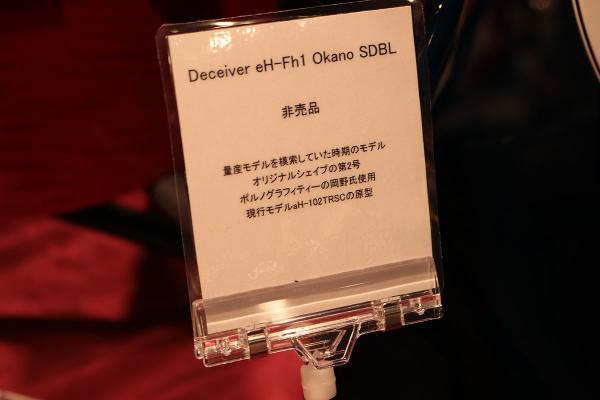 Deceiver eH-Fh1 Okano SDBL
非売品
量産モデルを模索していた時期のモデル
オリジナルシェイプの第2号
ポルノグラフィティーの岡野氏使用
現行モデルaH-102TRSCの原型